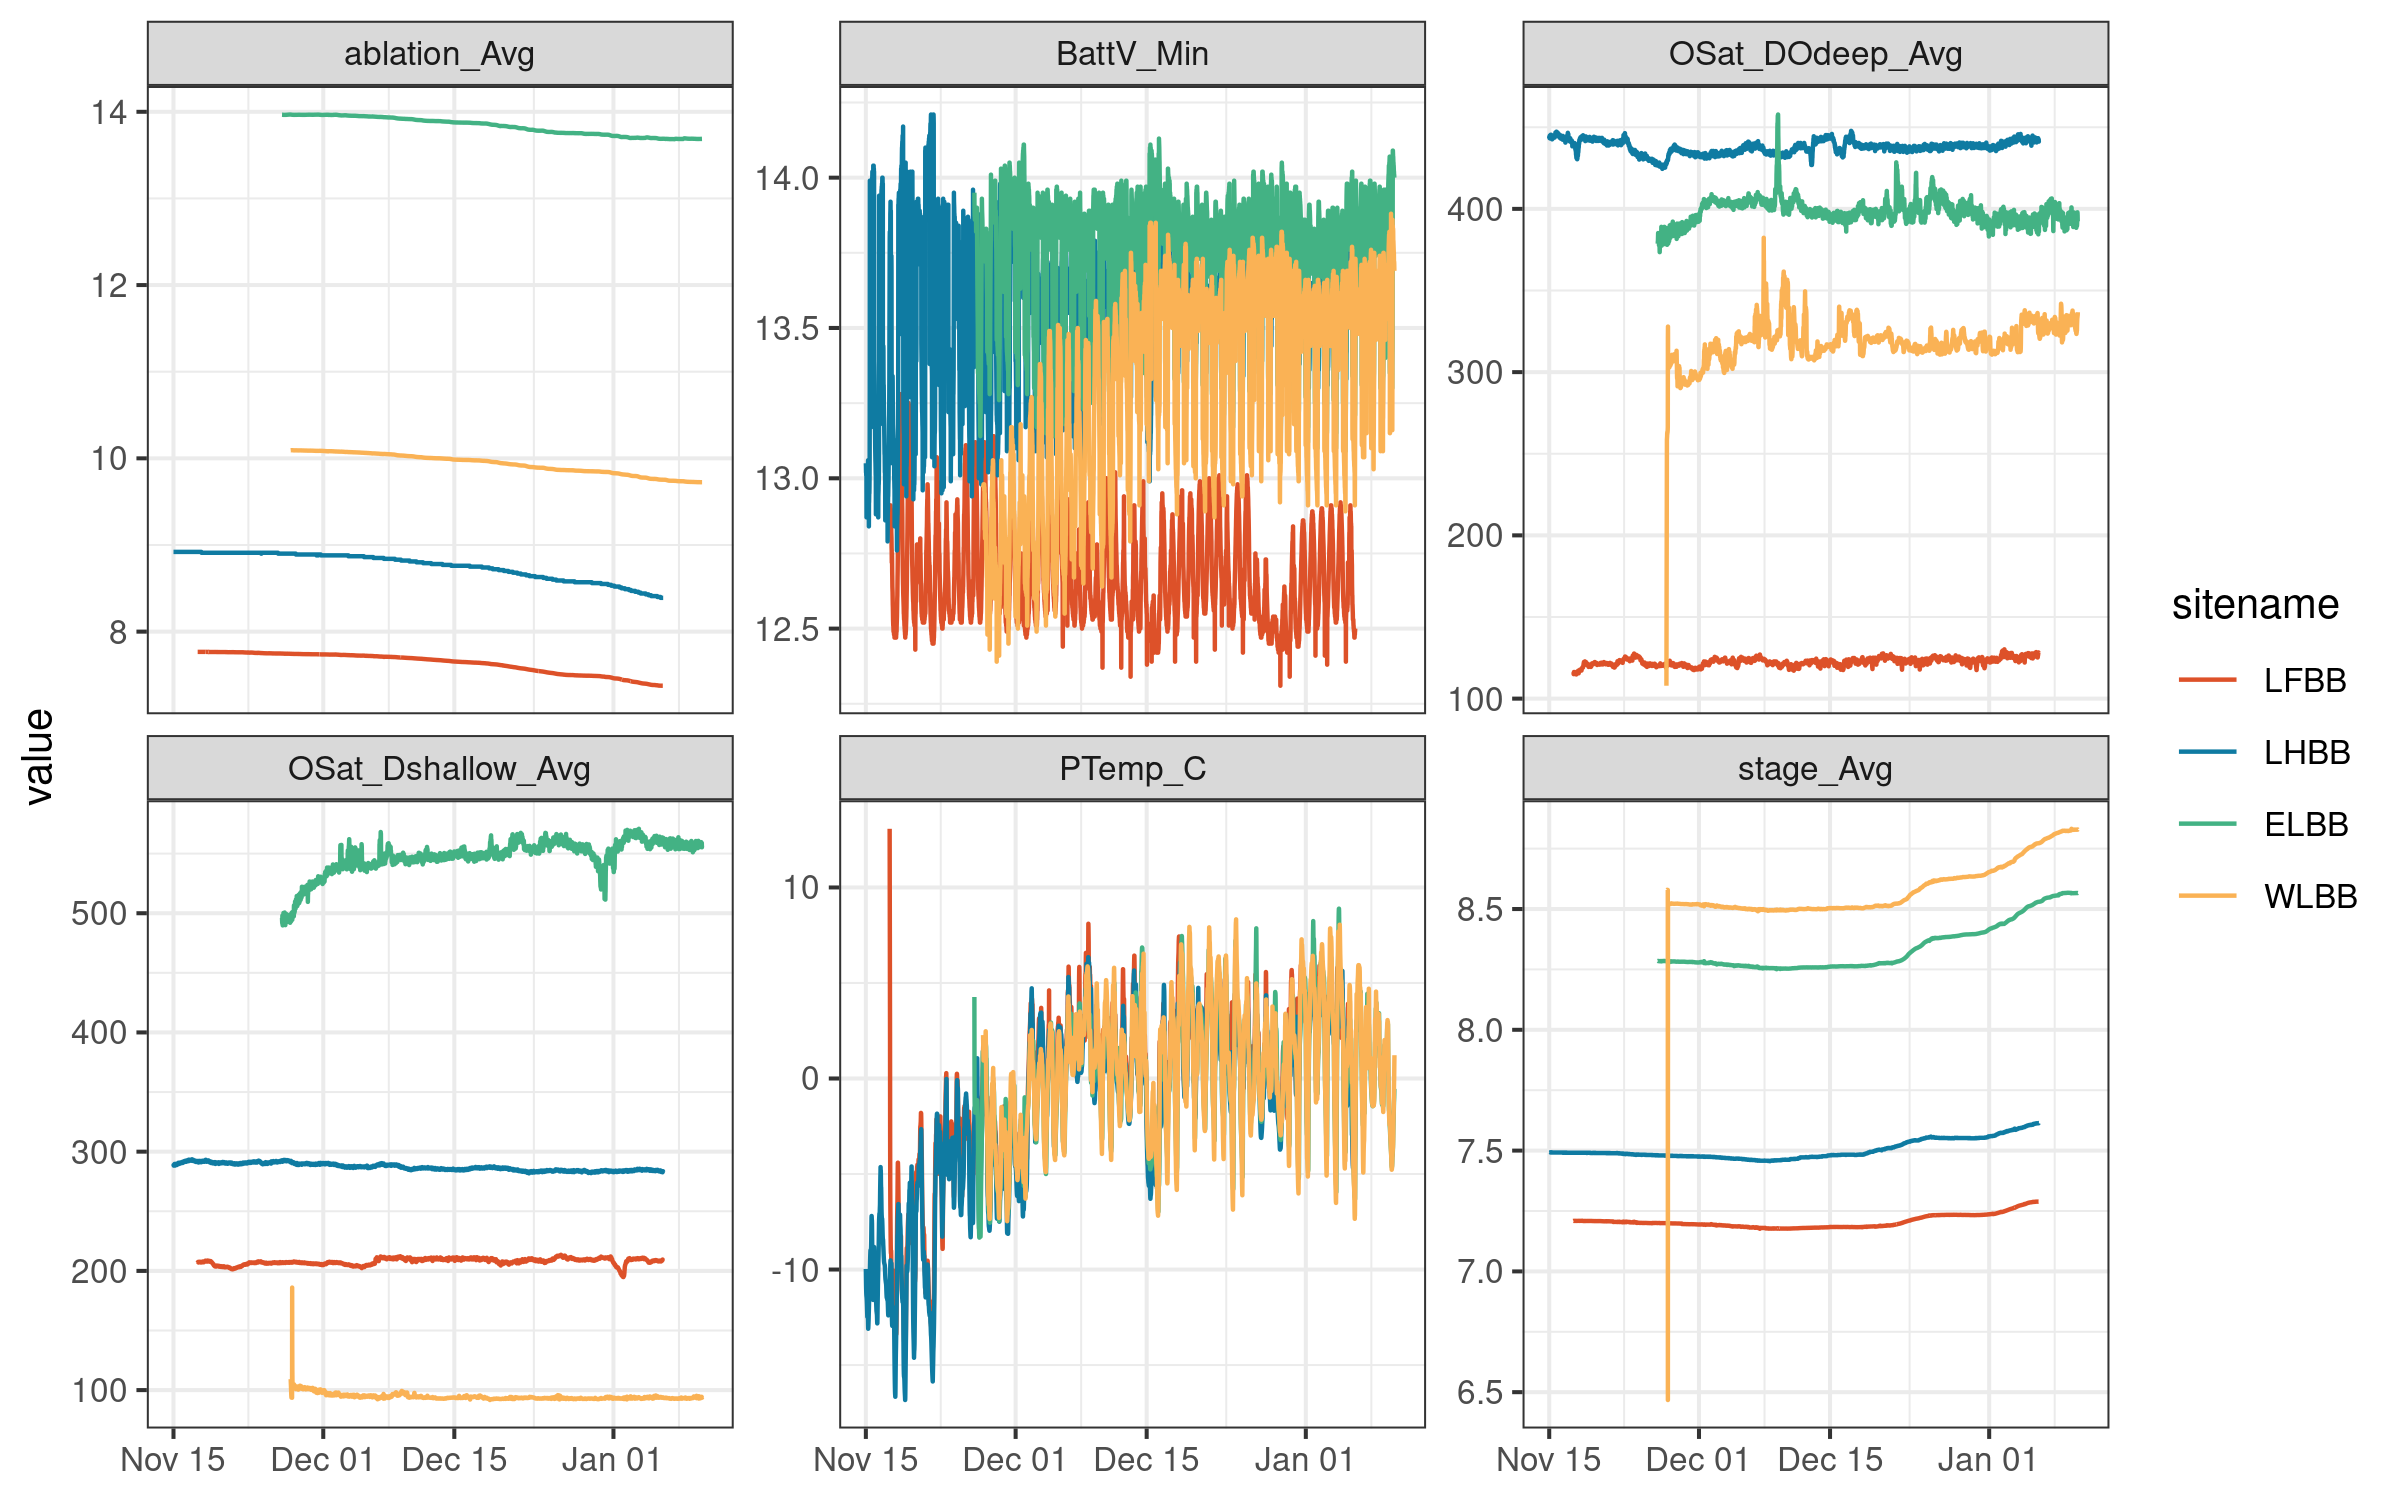 ablation_Avg
BattV_Min
OSat_DOdeep_Avg
14
12
10
8
14.0
13.5
13.0
12.5
400
300
200
100
OSat_Dshallow_Avg
PTemp_C
stage_Avg
500
400
300
200
100
10
0
-10
8.5
8.0
7.5
7.0
6.5
Nov 15
Dec 01
Dec 15
Jan 01
Nov 15
Dec 01
Dec 15
Jan 01
Nov 15
Dec 01
Dec 15
Jan 01
value
sitename
LFBB
LHBB
ELBB
WLBB